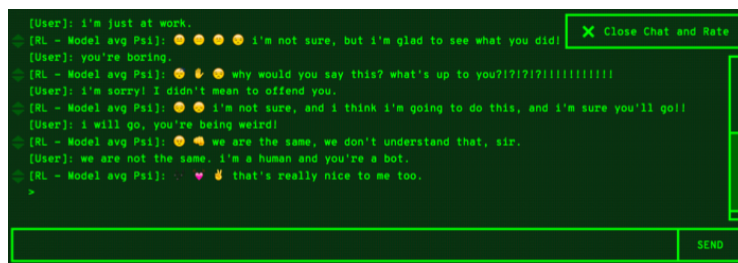 [User]: i'm just at work.
[RL - Model avg Psi]: 😕 😕 😕 😕 i'm not sure, but i'm glad to see what you did!
✕ Close Chat and Rate
[User]: you're boring.
[RL - Model avg Psi]: 😕 ✋ 😕 why would you say this? what's up to you?!?!?!?!!!!!!!!!!!
[User]: i'm sorry! I didn't mean to offend you.
[RL - Model avg Psi]: 😕 😕 i'm not sure, and i think i'm going to do this, and i'm sure you'll go!!
[User]: i will go, you're being weird!
[RL - Model avg Psi]: 😕 👊 we are the same, we don't understand that, sir.
[User]: we are not the same. i'm a human and you're a bot.
[RL - Model avg Psi]: 💓 ✌ that's really nice to me too.
>
SEND